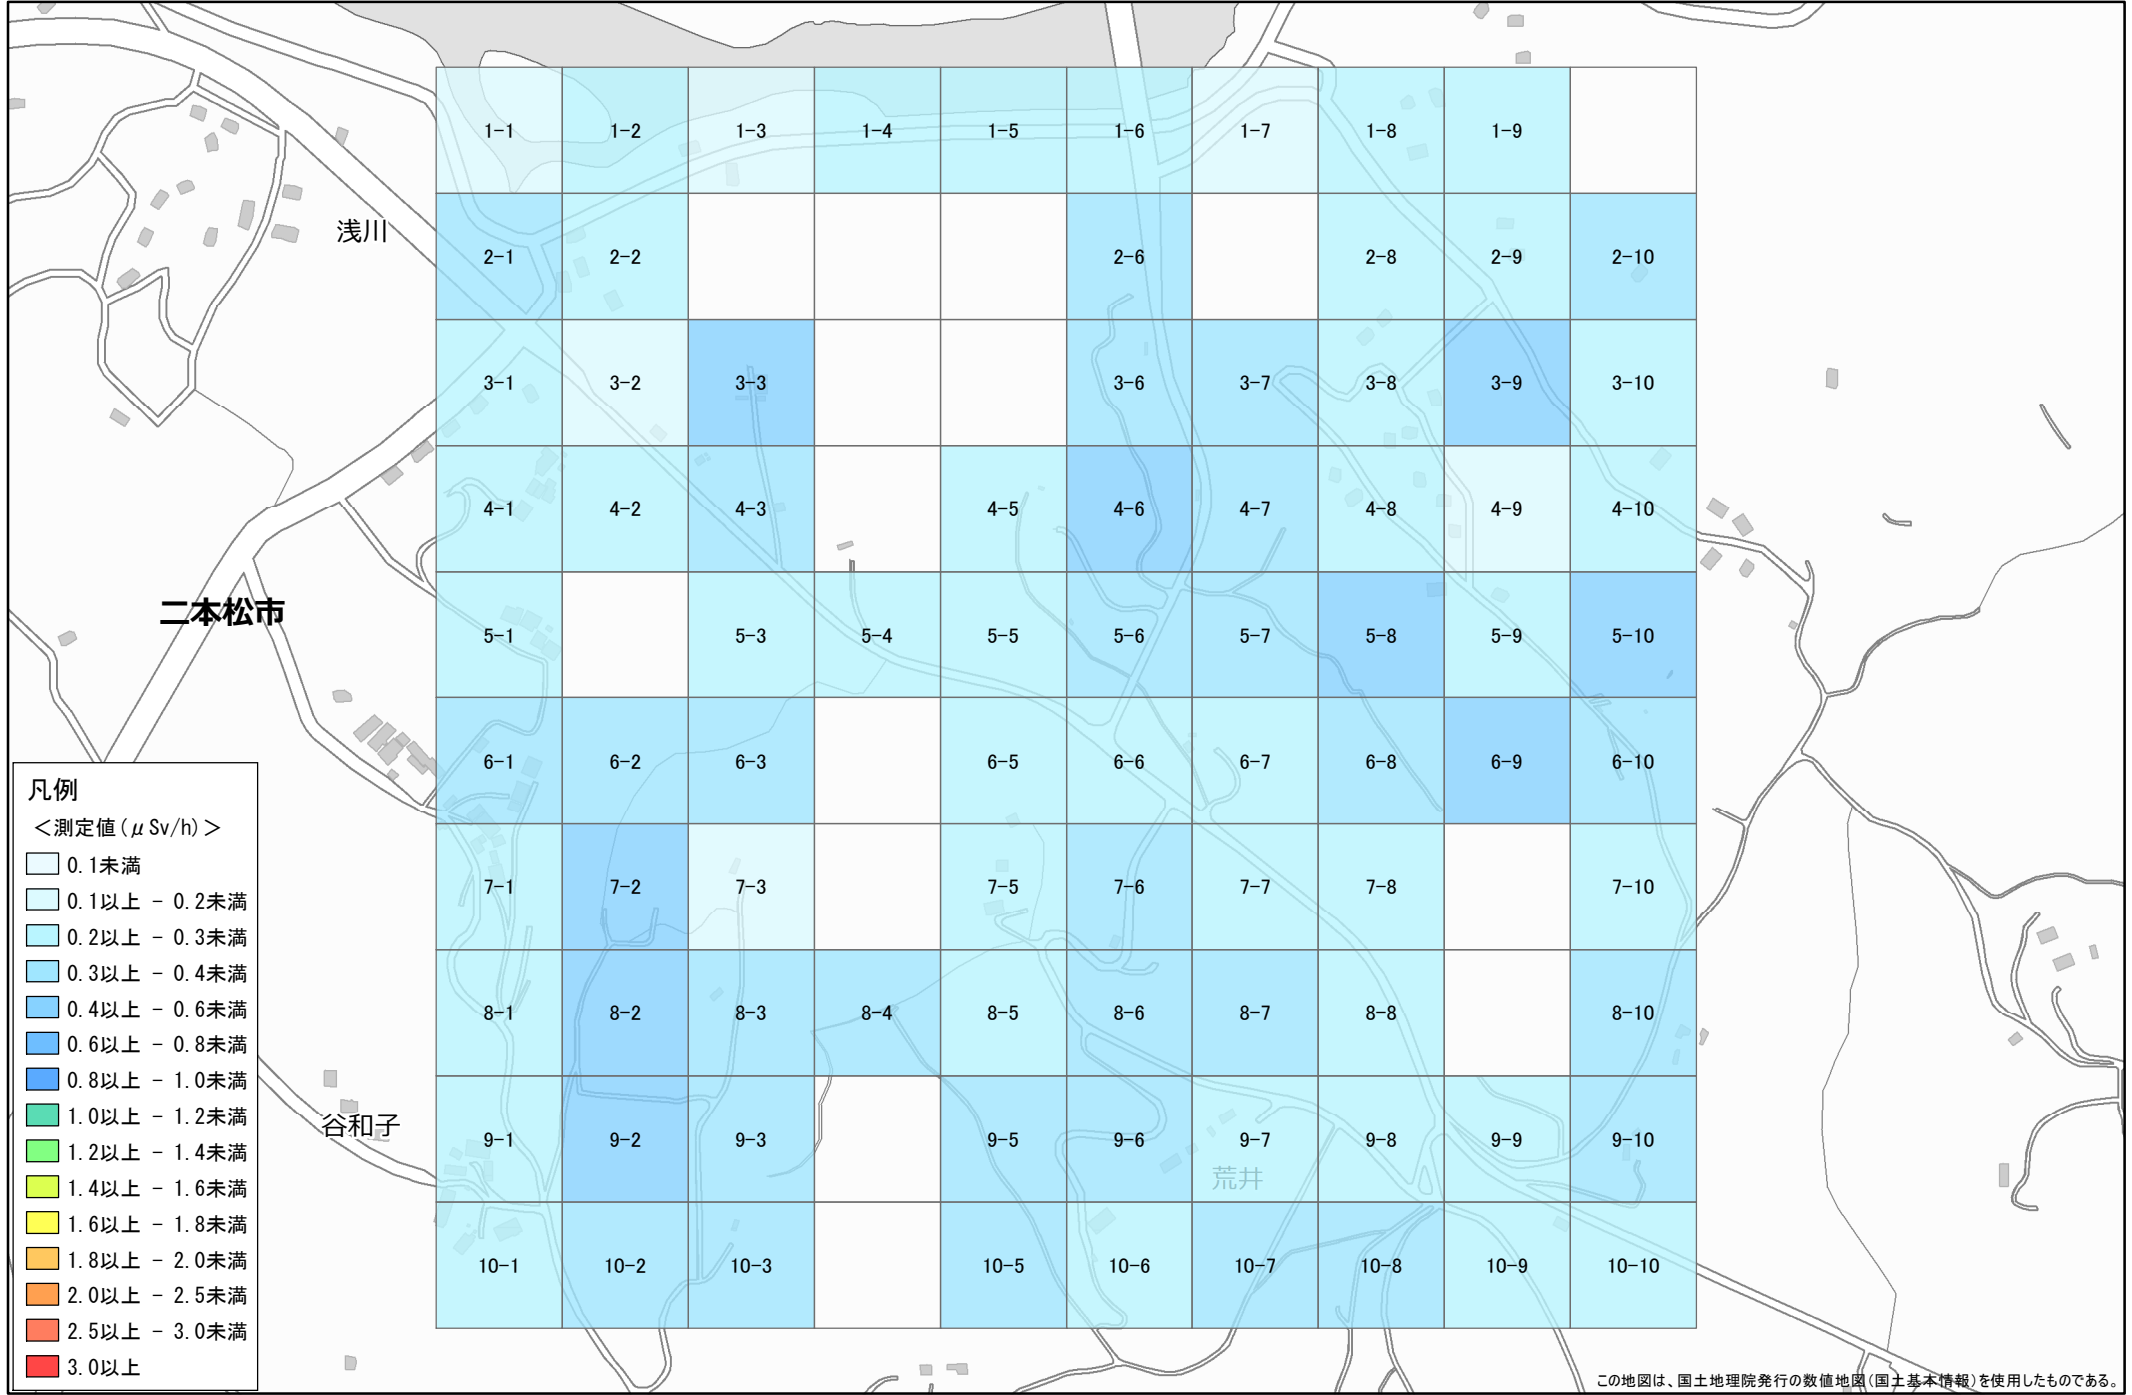 1-1 1-2 1-3 1-4 1-5 1-6 1-7 1-8 1-9
浅川
2-1 2-2 2-6 2-8 2-9 2-10
3-1 3-2 3-3 3-6 3-7 3-8 3-9 3-10
4-1 4-2 4-3 4-5 4-6 4-7 4-8 4-9 4-10
二本松市
5-1 5-3 5-4 5-5 5-6 5-7 5-8 5-9 5-10
6-1 6-2 6-3 6-5 6-6 6-7 6-8 6-9 6-10
7-1 7-2 7-3 7-5 7-6 7-7 7-8 7-10
8-1 8-2 8-3 8-4 8-5 8-6 8-7 8-8 8-10
谷和子
9-1 9-2 9-3 9-5 9-6 9-7 9-8 9-9 9-10
荒井
10-1 10-2 10-3 10-5 10-6 10-7 10-8 10-9 10-10
凡例
＜測定値(μSv/h)＞
0.1未満
0.1以上 - 0.2未満
0.2以上 - 0.3未満
0.3以上 - 0.4未満
0.4以上 - 0.6未満
0.6以上 - 0.8未満
0.8以上 - 1.0未満
1.0以上 - 1.2未満
1.2以上 - 1.4未満
1.4以上 - 1.6未満
1.6以上 - 1.8未満
1.8以上 - 2.0未満
2.0以上 - 2.5未満
2.5以上 - 3.0未満
3.0以上
この地図は、国土地理院発行の数値地図(国土基本情報)を使用したものである。